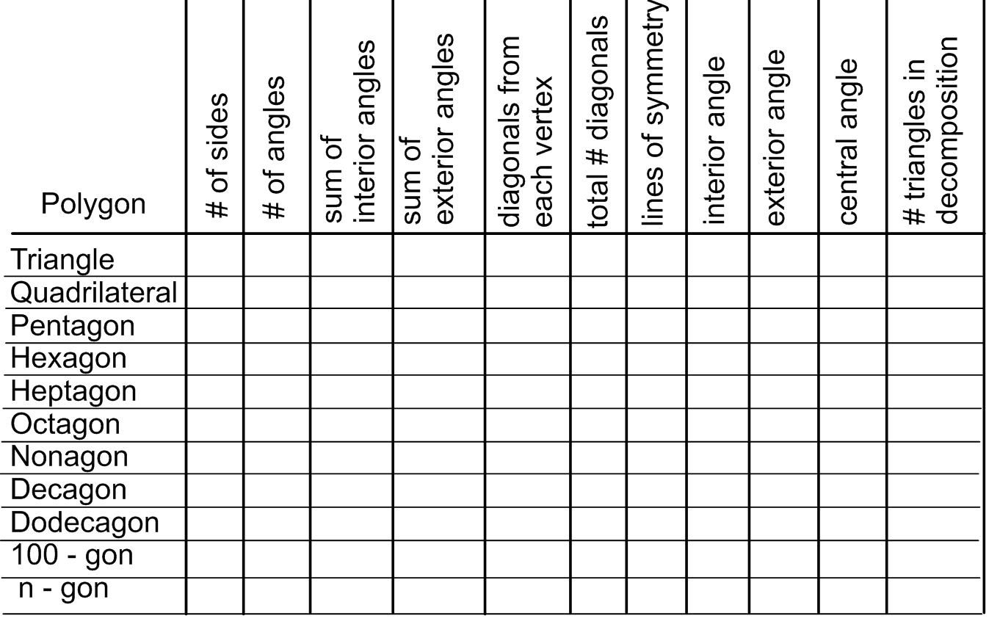 Polygon
# of sides
# of angles
sum of
interior angles
sum of
exterior angles
diagonals from
each vertex
total # diagonals
lines of symmetry
interior angle
exterior angle
central angle
# triangles in
decomposition
Triangle
Quadrilateral
Pentagon
Hexagon
Heptagon
Octagon
Nonagon
Decagon
Dodecagon
100 - gon
n - gon